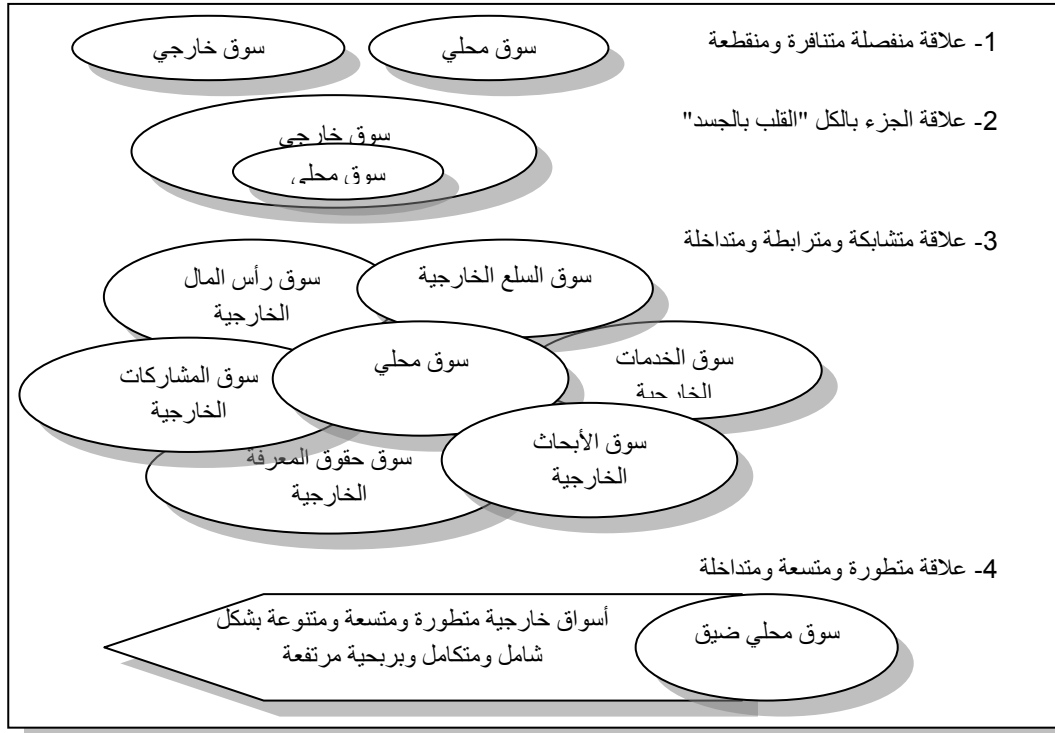 1- علاقة منفصلة متنافرة ومنقطعة
سوق محلي
سوق خارجي
2- علاقة الجزء بالكل "القلب بالجسد"
سوق خارجي
سوق محلي
3- علاقة متشابكة ومترابطة ومتداخلة
سوق السلع الخارجية
سوق رأس المال
الخارجية
سوق الخدمات
الخارجية
سوق محلي
سوق المشاركات
الخارجية
سوق الأبحاث
الخارجية
سوق حقوق المعرفة
الخارجية
4- علاقة متطورة ومتسعة ومتداخلة
سوق محلي ضيق
أسواق خارجية متطورة ومتسعة ومتنوعة بشكل
شامل ومتكامل وبربحية مرتفعة